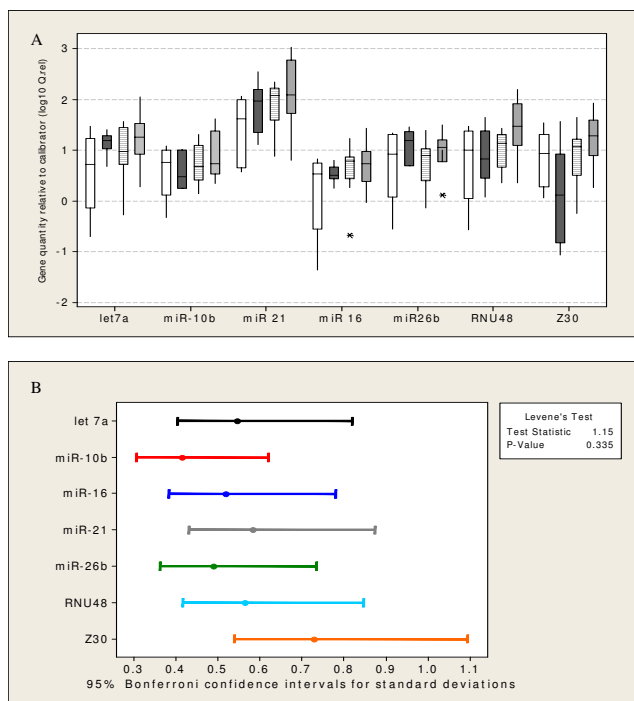 A
Gene quantity relative to calibrator (log10 Q.rel)
3
2
1
0
-1
-2
let7a miR-10b miR 21 miR 16 miR26b RNU48 Z30
B
let 7a
miR-10b
miR-16
miR-21
miR-26b
RNU48
Z30
0.3 0.4 0.5 0.6 0.7 0.8 0.9 1.0 1.1
95% Bonferroni confidence intervals for standard deviations
Levene's Test
Test Statistic 1.15
P-Value 0.335